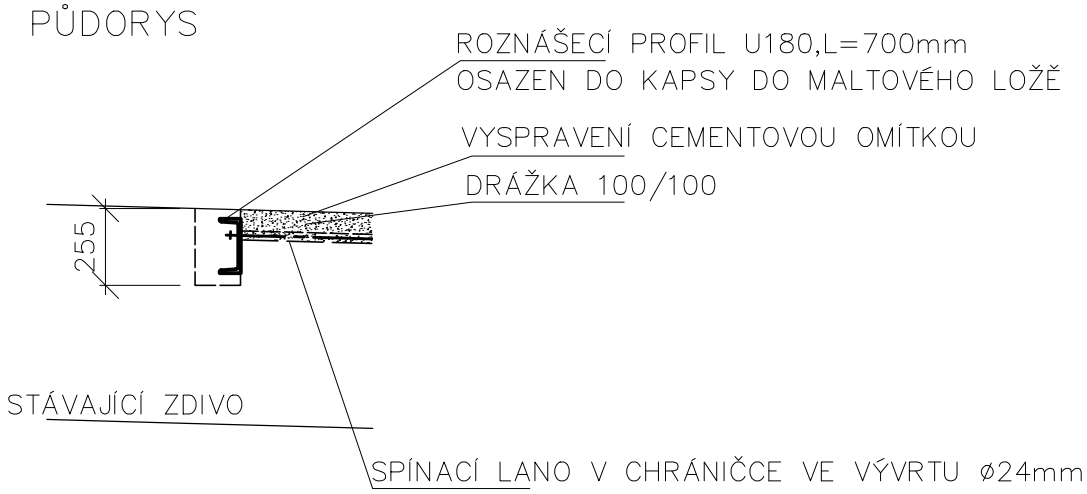 PŮDORYS
ROZNÁŠECÍ PROFIL U180,L=700mm
OSAZEN DO KAPSY DO MALTOVÉHO LOŽĚ
VYSPRAVENÍ CEMENTOVOU OMÍTKOU
DRÁŽKA 100/100
255
STÁVAJÍCÍ ZDIVO
SPÍNACÍ LANO V CHRÁNIČCE VE VÝVRTU ø24mm